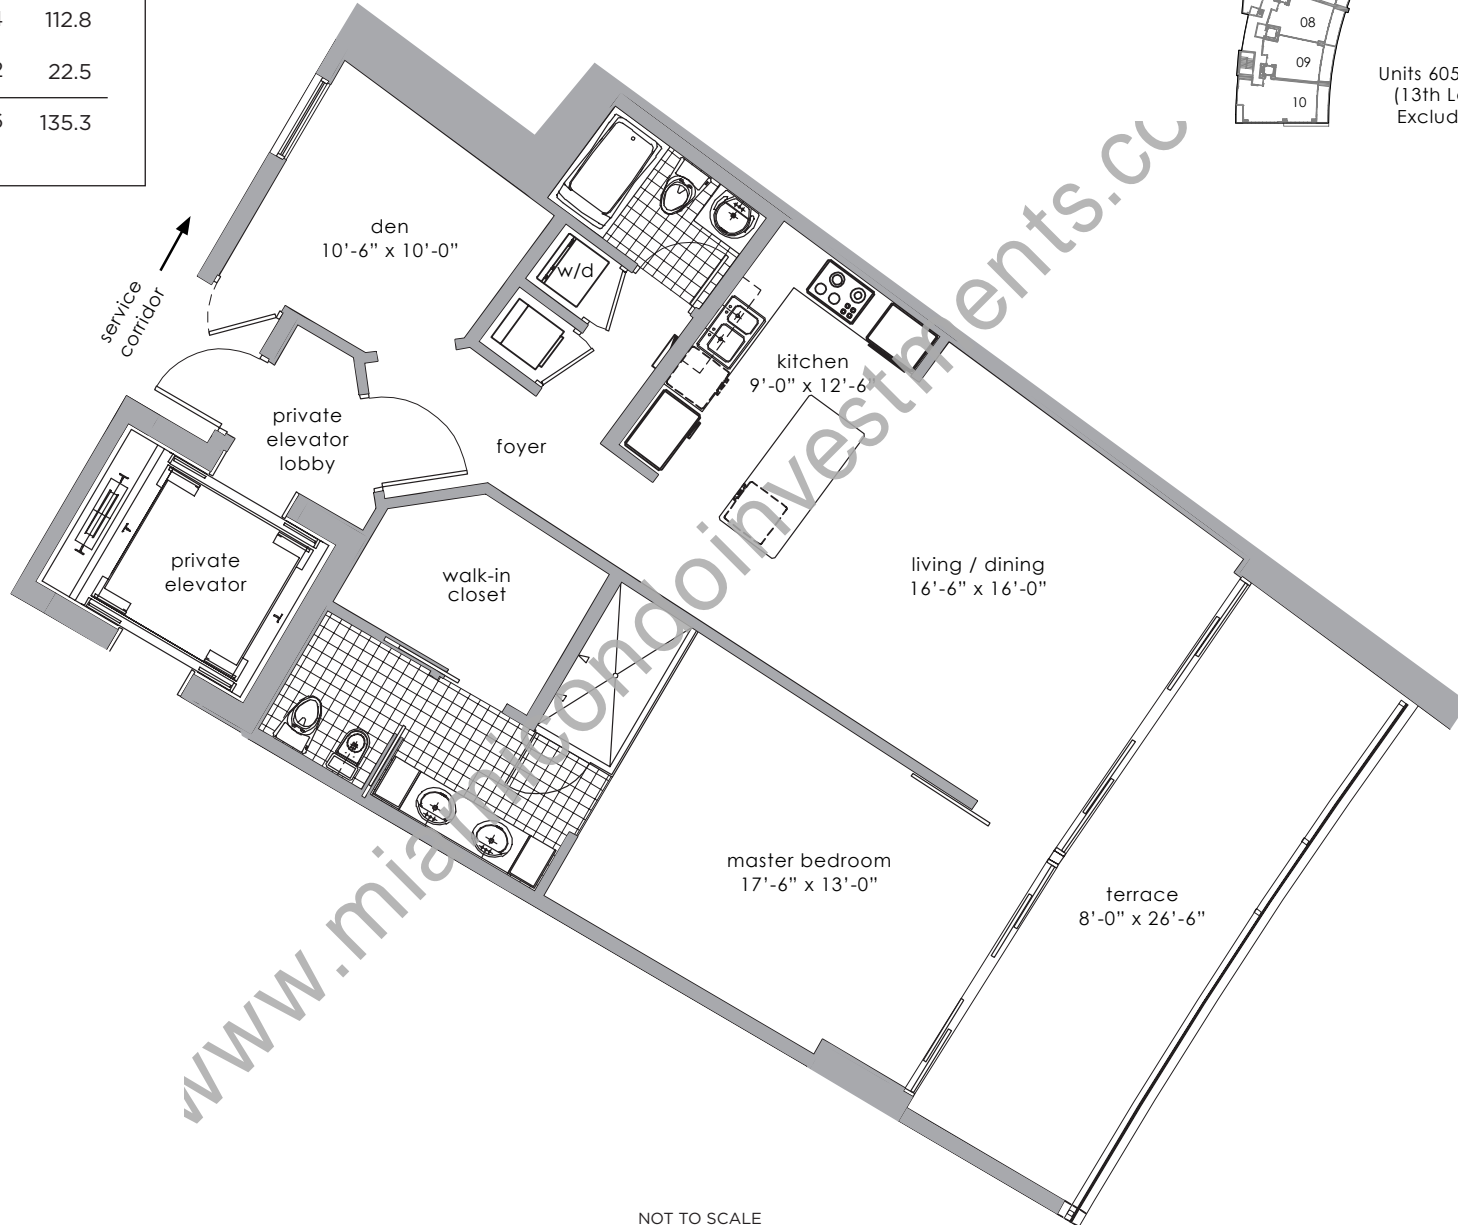 112.8
22.5
135.3
08
09
10
Units 605
(13th L
Exclud
den
10'-6" x 10'-0"
w/d
service
corridor
kitchen
9'-0" x 12'-6"
private
elevator
lobby
foyer
private
elevator
walk-in
closet
living / dining
16'-6" x 16'-0"
master bedroom
17'-6" x 13'-0"
terrace
8'-0" x 26'-6"
www.miamicondoinvestments.co
NOT TO SCALE